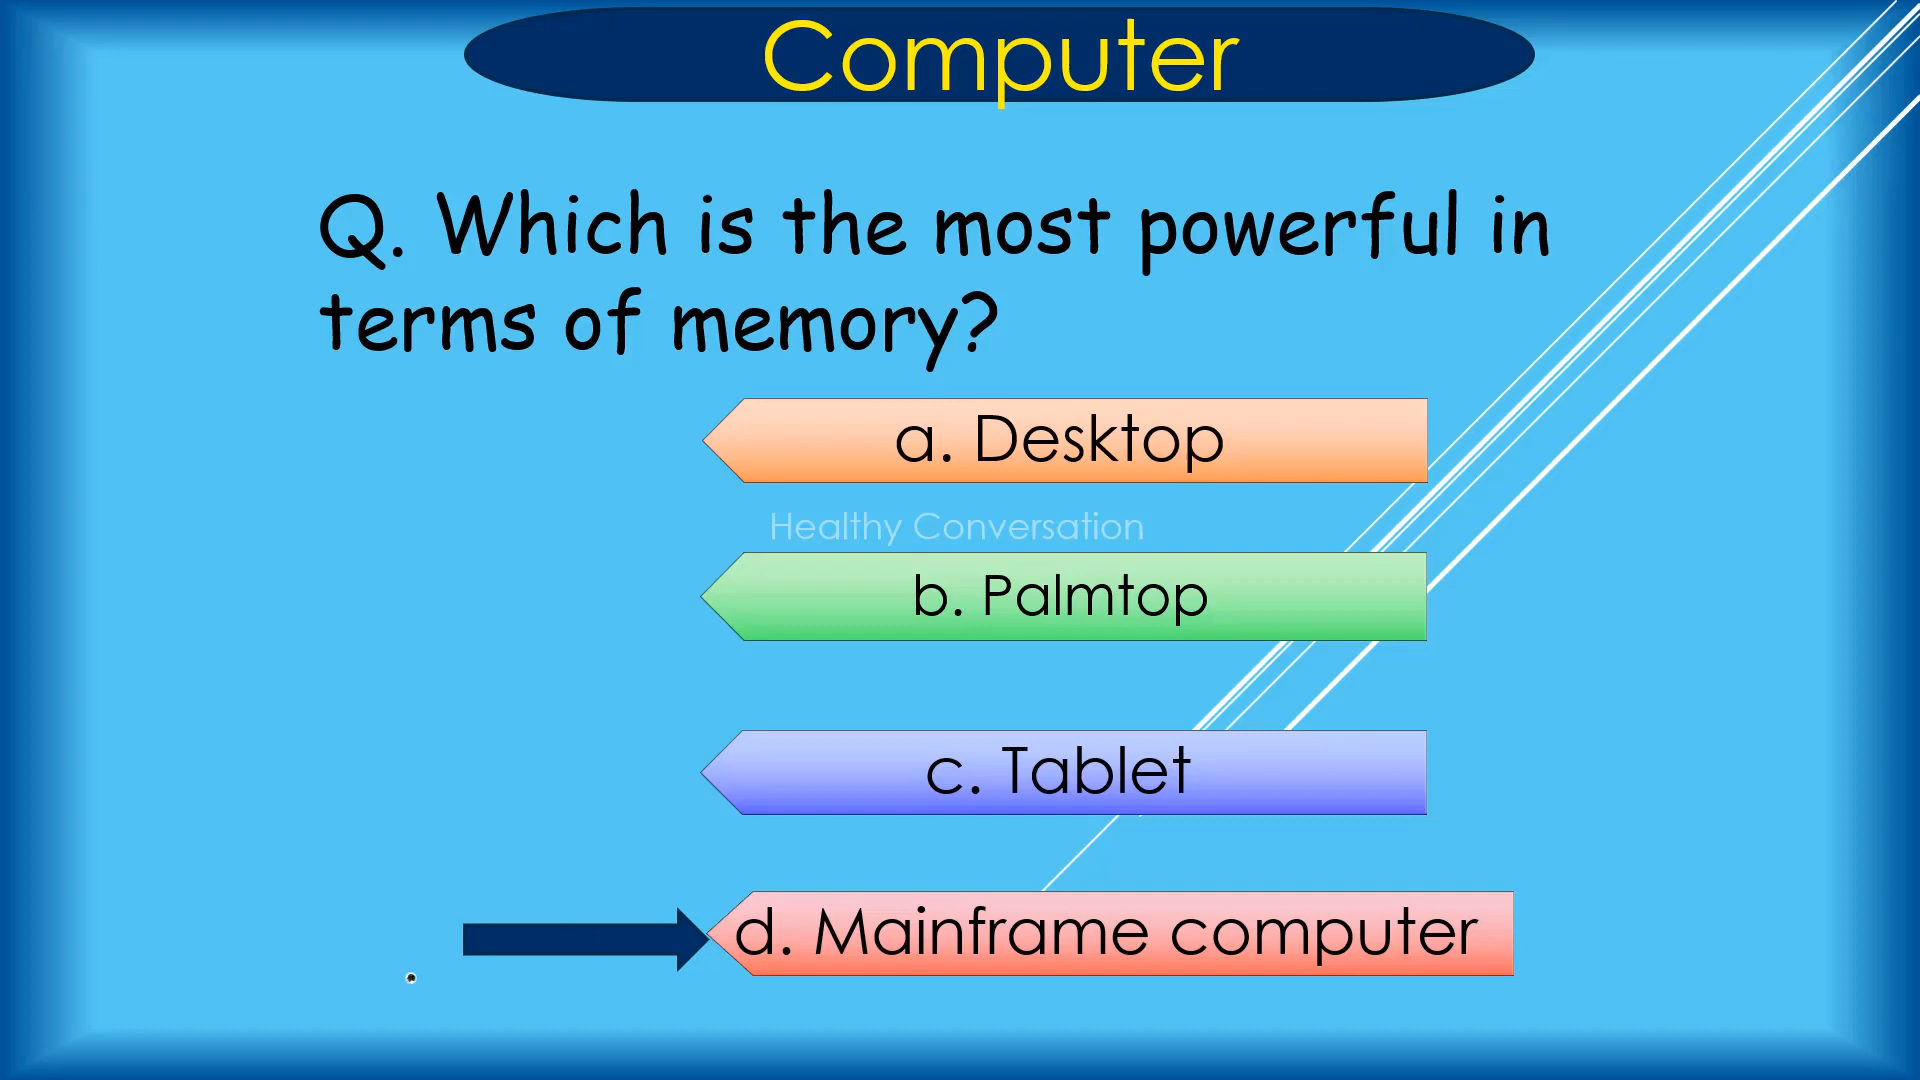 Computer
Q. Which is the most powerful in
terms of memory?
a. Desktop
Healthy Conversation
b. Palmtop
c. Tablet
d. Mainframe computer